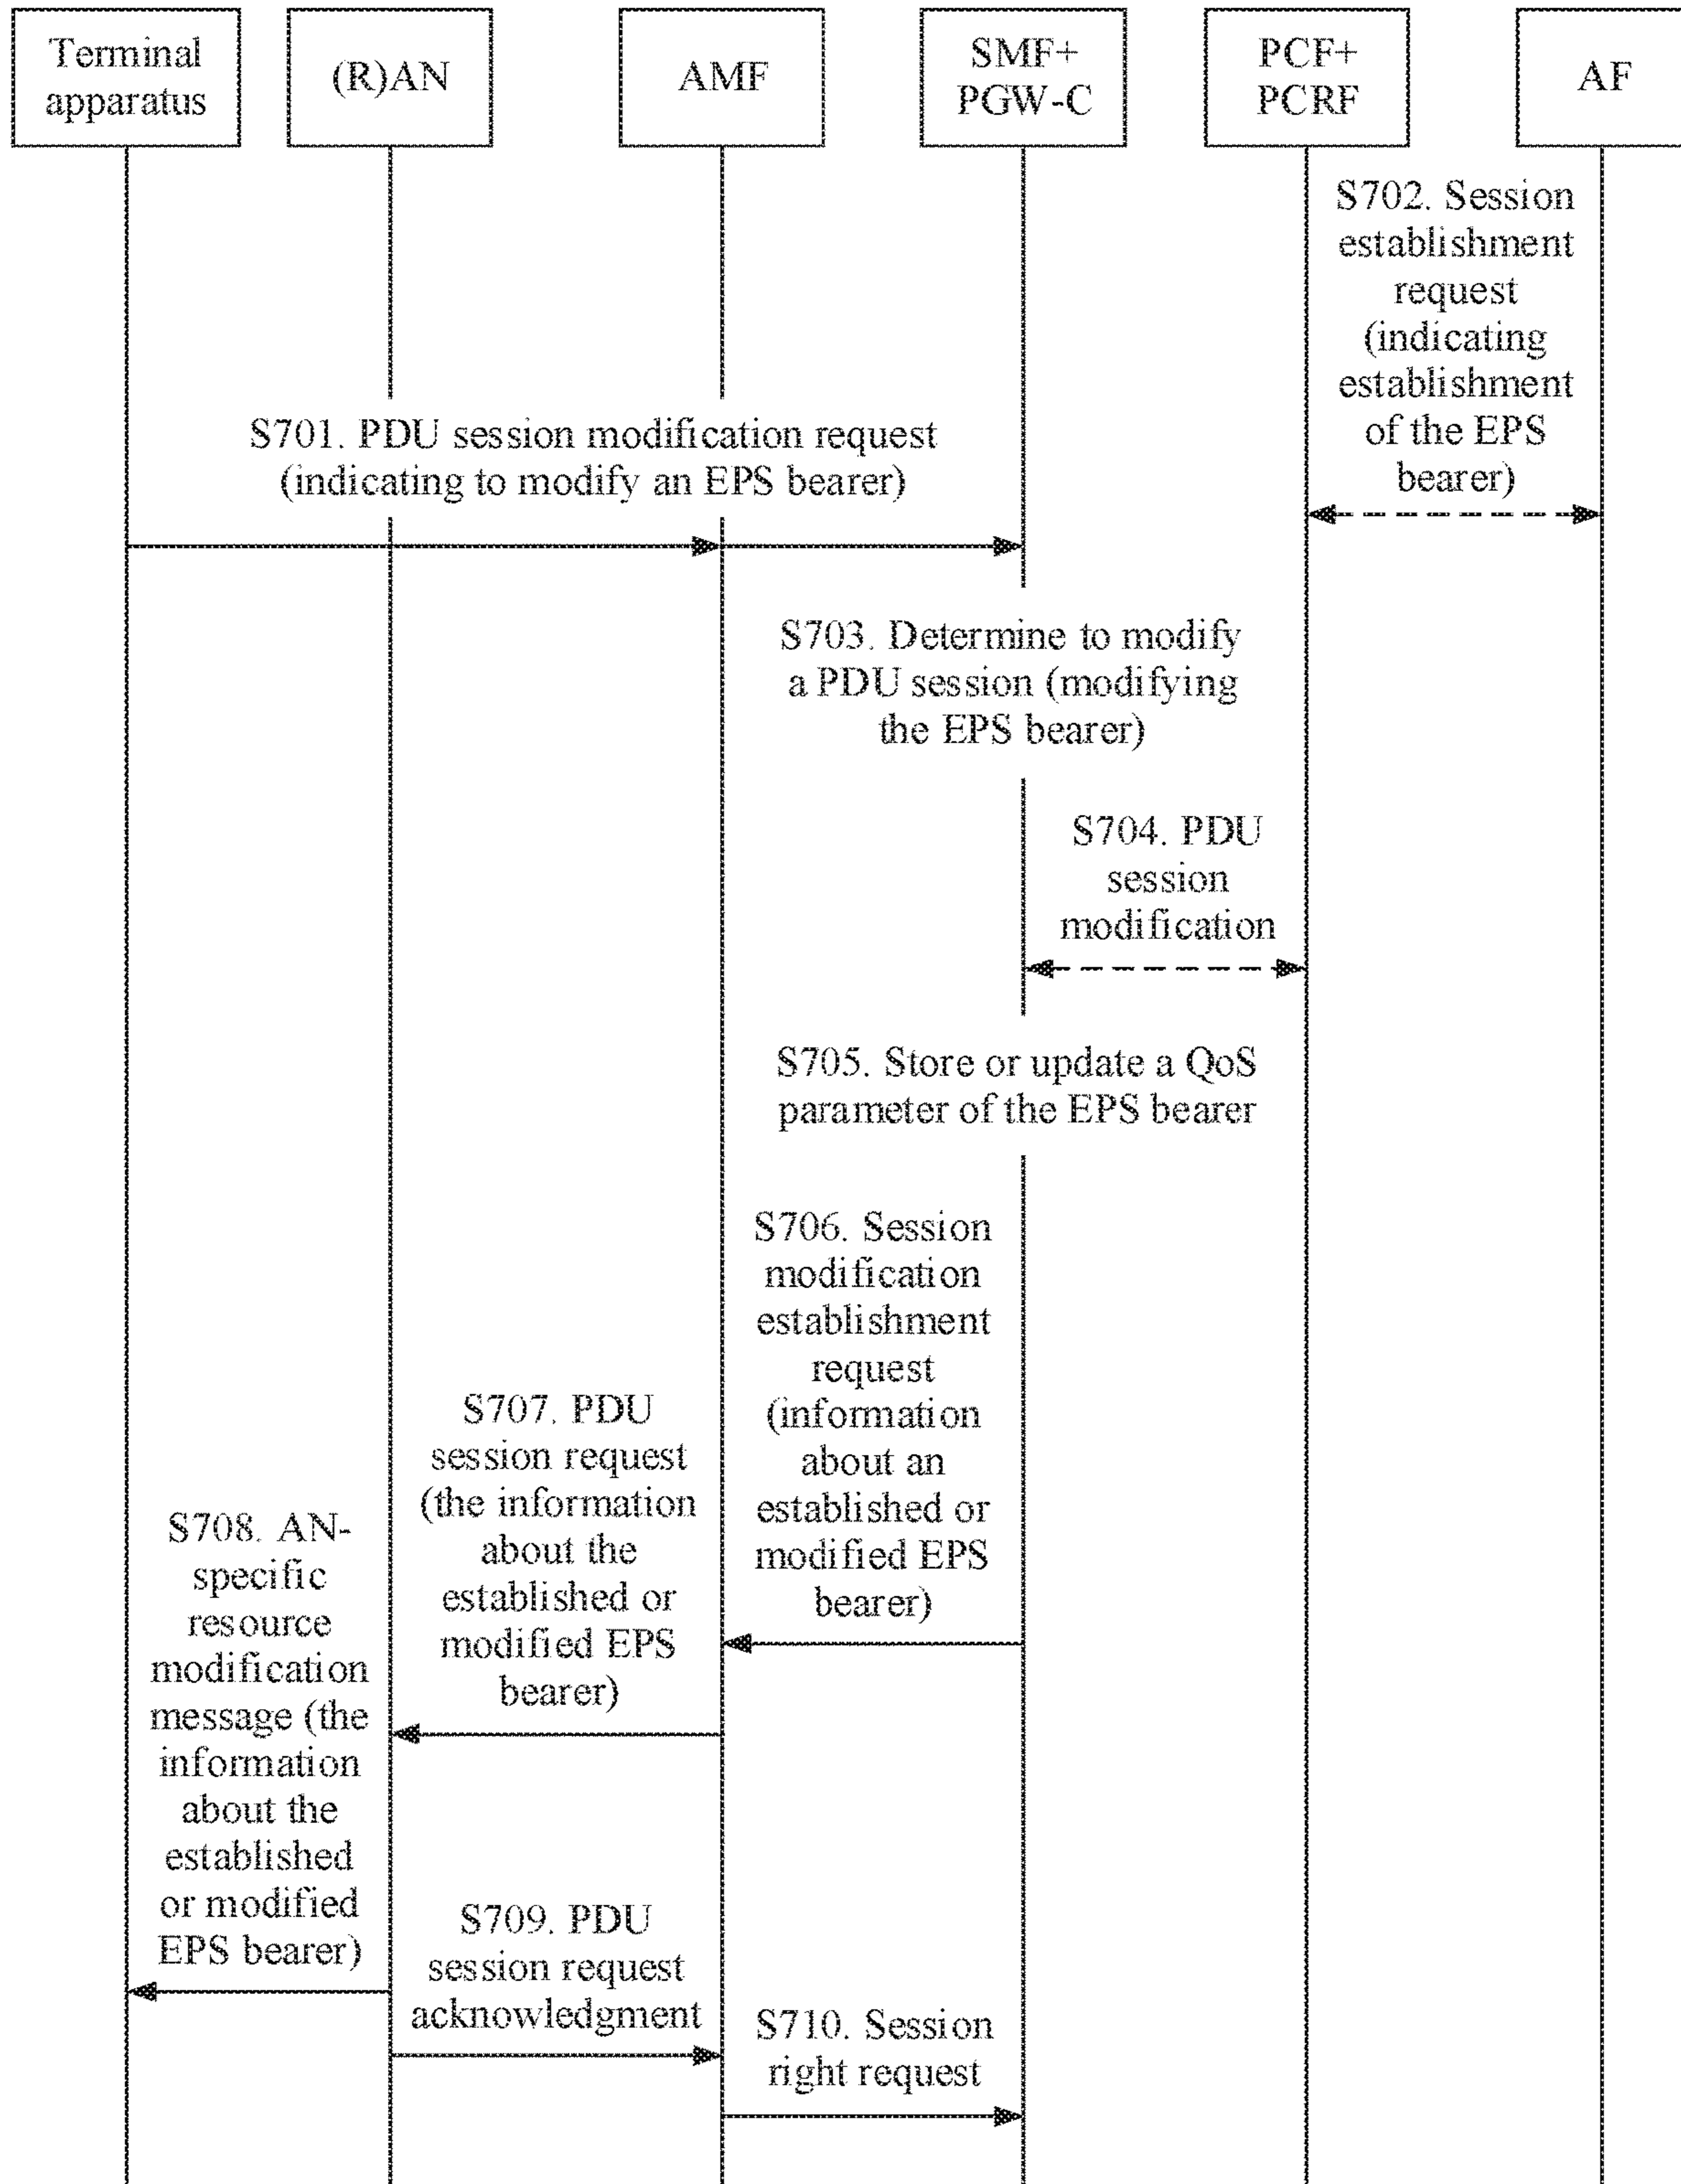 Terminal
apparatus
(R)AN
AMF
SMF+
PGW-C
PCF+
PCRF
AF
S702. Session
establishment
request
(indicating
establishment
of the EPS
bearer)
S701. PDU session modification request
(indicating to modify an EPS bearer)
S703. Determine to modify
a PDU session (modifying
the EPS bearer)
S704. PDU
session
modification
S705. Store or update a QoS
parameter of the EPS bearer
S706. Session
modification
establishment
request
(information
about an
established or
modified EPS
bearer)
S707. PDU
session request
(the information
about the
established or
modified EPS
bearer)
S708. AN-
specific
resource
modification
message (the
information
about the
established
or modified
EPS bearer)
S709. PDU
session request
acknowledgment
S710. Session
right request